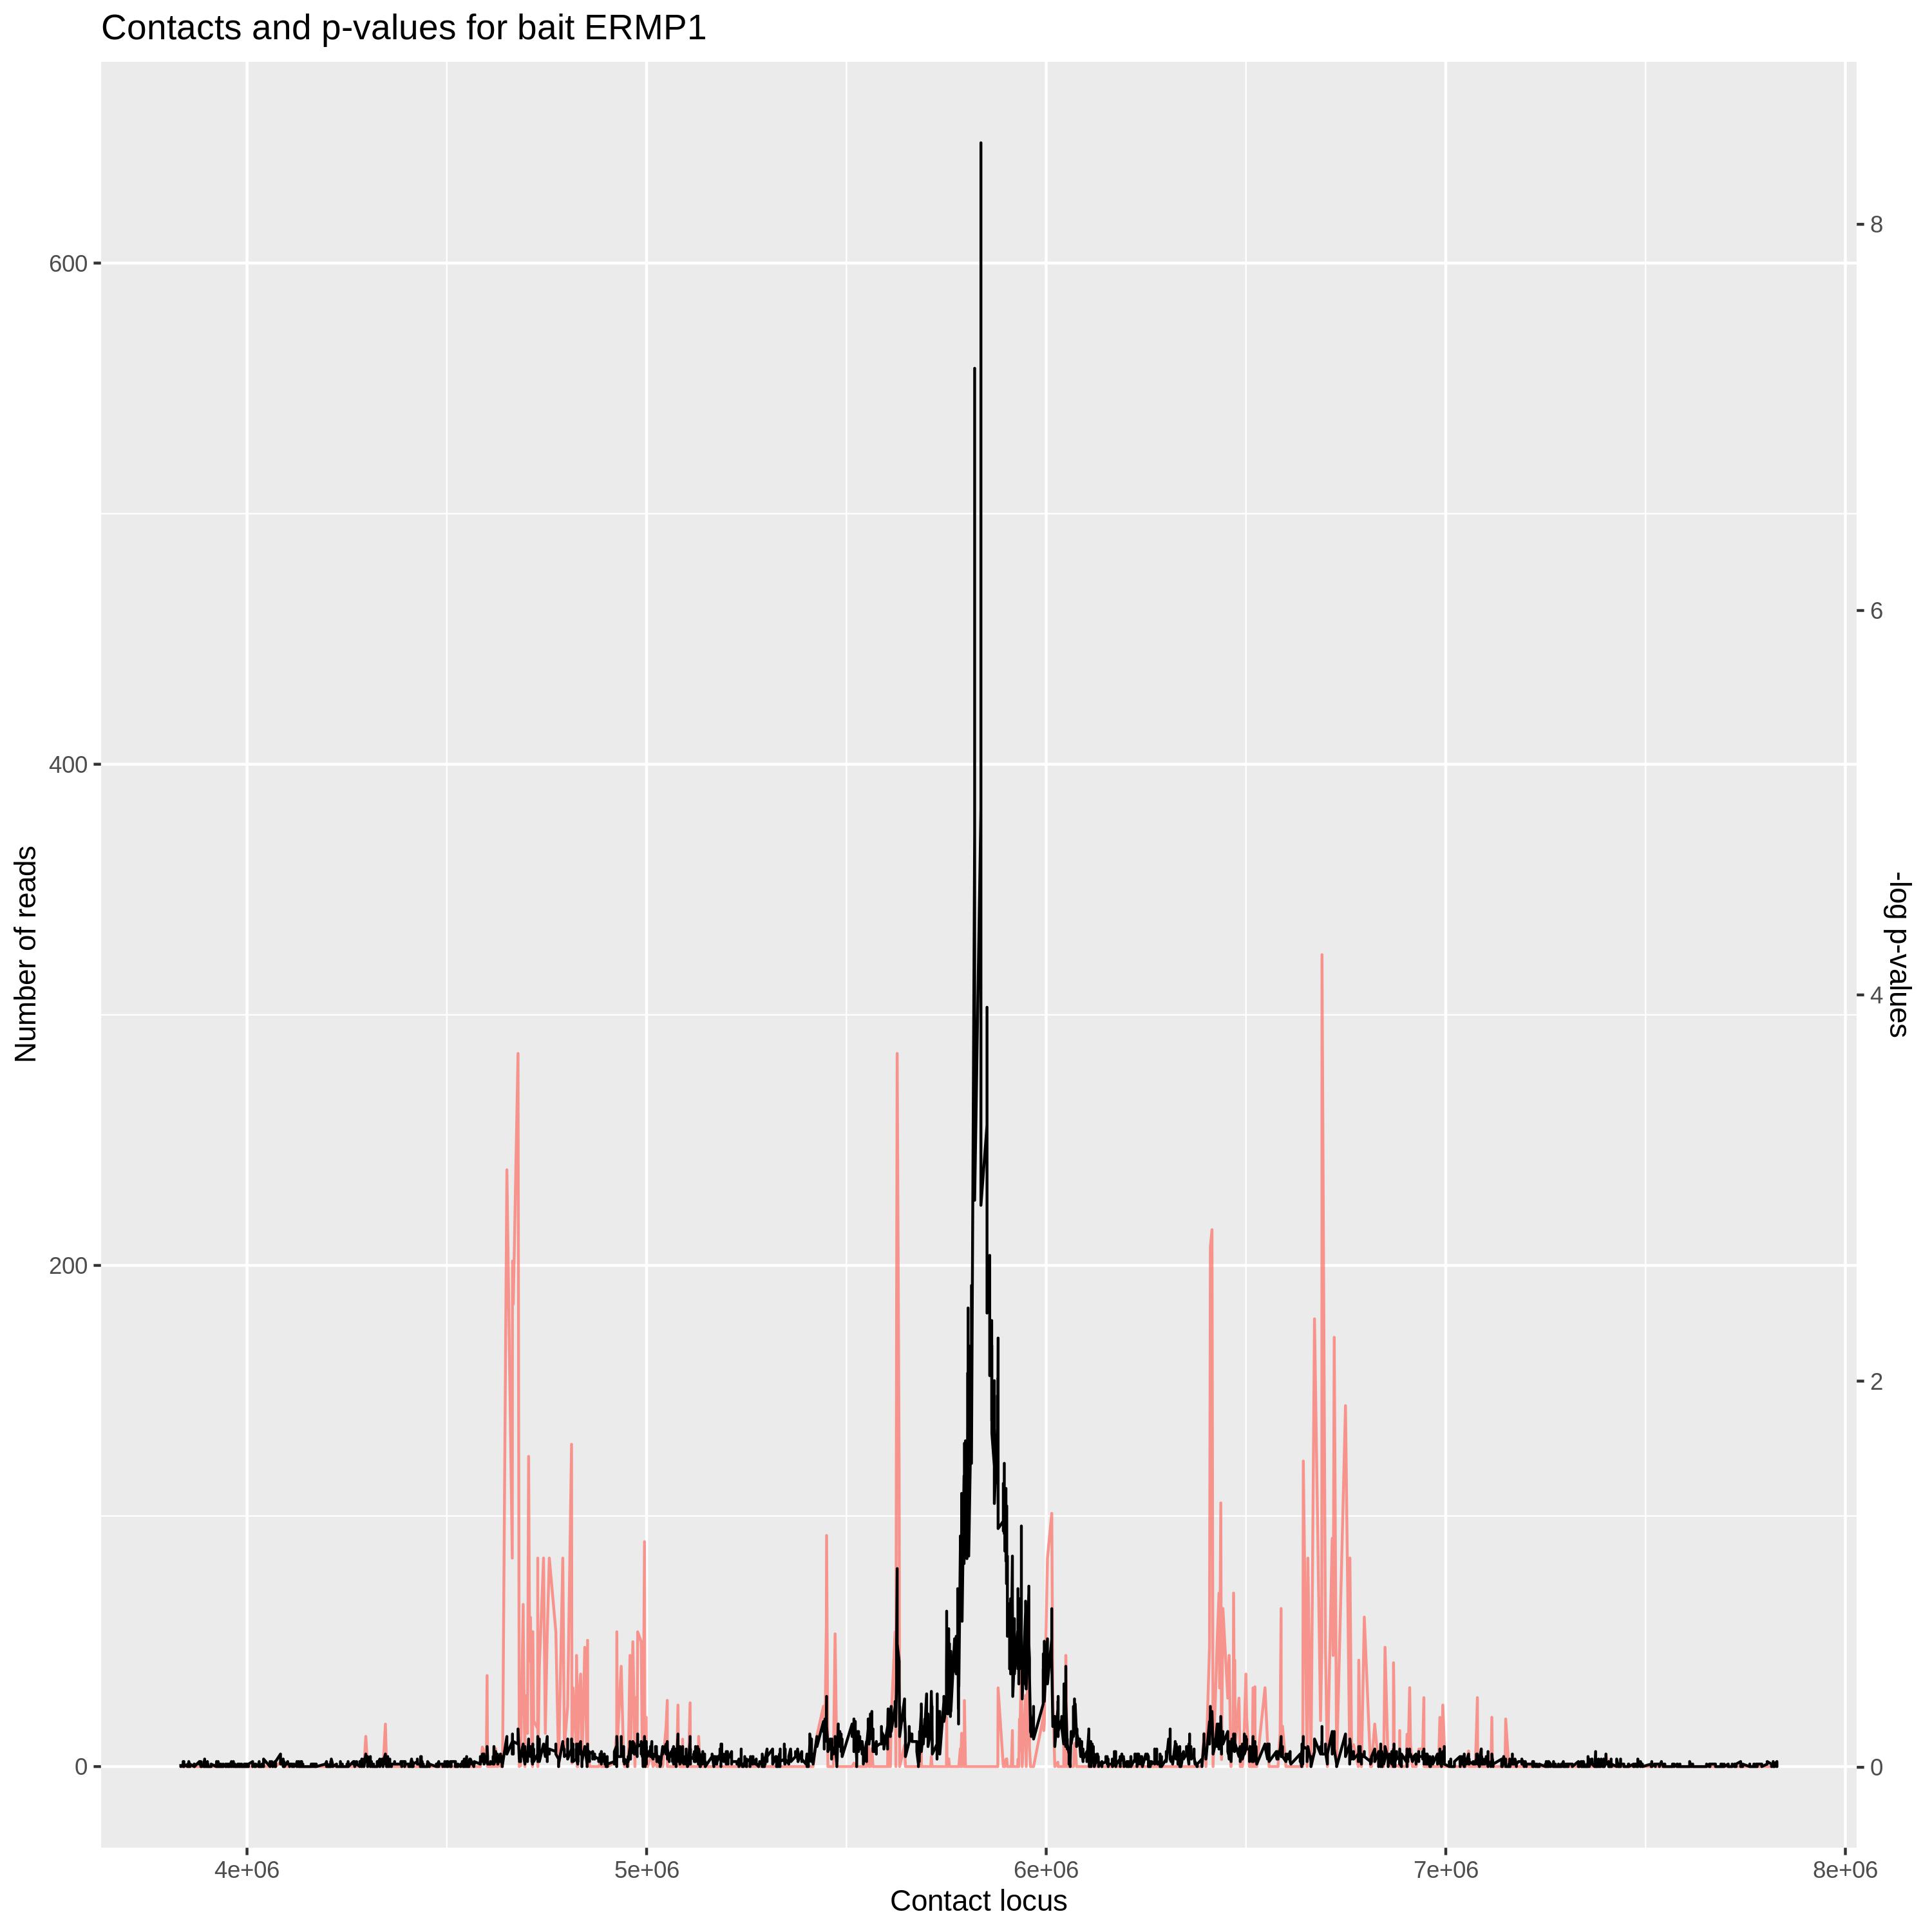 Contacts and p-values for bait ERMP1
600
400
200
0
Number of reads
8
6
4
2
0
-log p-values
4e+06
5e+06
6e+06
7e+06
8e+06
Contact locus